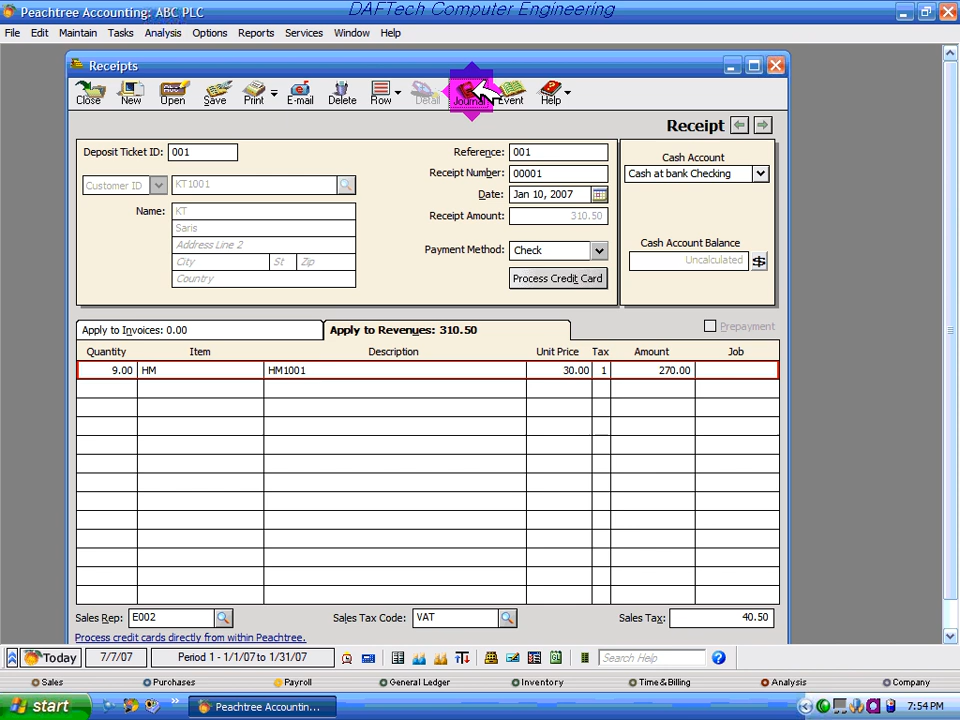 Peachtree Accounting: ABC PLC
DAFTech Computer Engineering
File Edit Maintain Tasks Analysis Options Reports Services Window Help
Receipts
Close New Open Save Print E-mail Delete Row Detail Journal Event Help
Receipt
Deposit Ticket ID: 001
Reference: 001
Cash Account
Customer ID KT1001
Receipt Number: 00001
Cash at bank Checking
Date: Jan 10, 2007
Name: KT
Receipt Amount: 310.50
Saris
Address Line 2
Payment Method: Check
Cash Account Balance
City St Zip
Uncalculated
Country
Process Credit Card
Apply to Invoices: 0.00
Apply to Revenues: 310.50
Prepayment
Quantity Item Description Unit Price Tax Amount Job
9.00 HM HM1001 30.00 1 270.00
Sales Rep: E002
Sales Tax Code: VAT
Sales Tax: 40.50
Process credit cards directly from within Peachtree.
Today 7/7/07 Period 1 - 1/1/07 to 1/31/07 Search Help
Sales Purchases Payroll General Ledger Inventory Time & Billing Analysis Company
start Peachtree Accountin... 7:54 PM